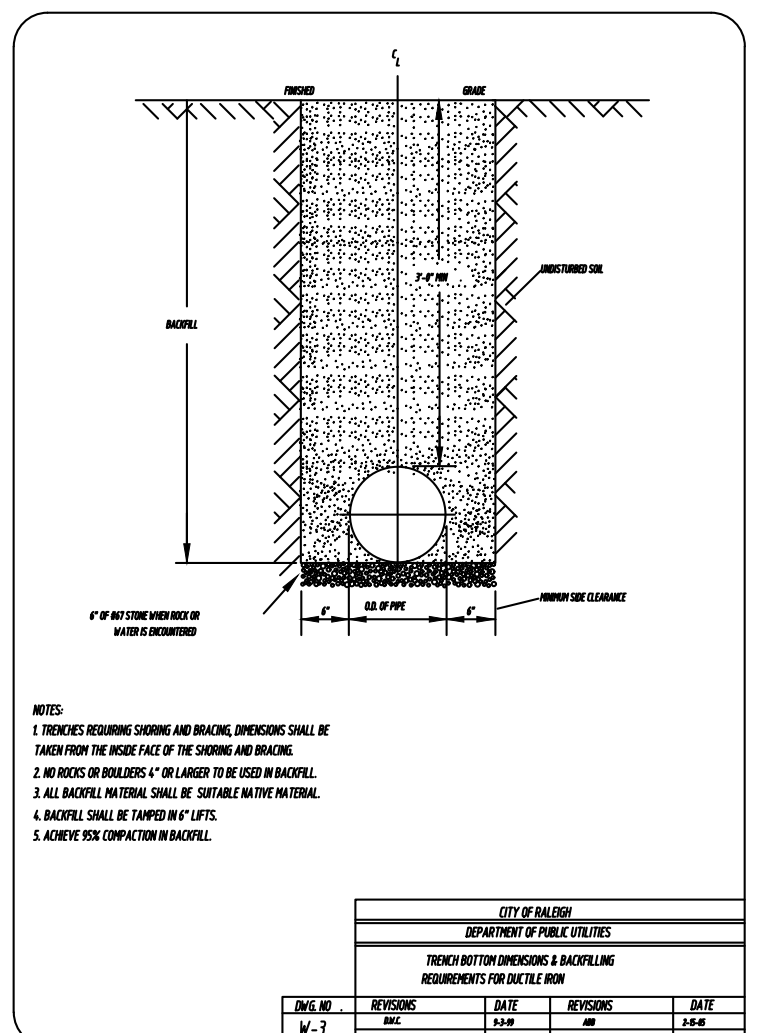 CL
FINISHED GRADE
3'-0" MIN
UNDISTURBED SOIL
BACKFILL
6" OF #67 STONE WHEN ROCK OR
WATER IS ENCOUNTERED
6" O.D. OF PIPE 6"
MINIMUM SIDE CLEARANCE
NOTES:
1. TRENCHES REQUIRING SHORING AND BRACING, DIMENSIONS SHALL BE
TAKEN FROM THE INSIDE FACE OF THE SHORING AND BRACING.
2. NO ROCKS OR BOULDERS 4" OR LARGER TO BE USED IN BACKFILL.
3. ALL BACKFILL MATERIAL SHALL BE SUITABLE NATIVE MATERIAL.
4. BACKFILL SHALL BE TAMPED IN 6" LIFTS.
5. ACHIEVE 95% COMPACTION IN BACKFILL.
CITY OF RALEIGH
DEPARTMENT OF PUBLIC UTILITIES
TRENCH BOTTOM DIMENSIONS & BACKFILLING
REQUIREMENTS FOR DUCTILE IRON
DWG. NO . REVISIONS DATE REVISIONS DATE
W-3 D.W.C. 9-3-99 ABB 2-15-05